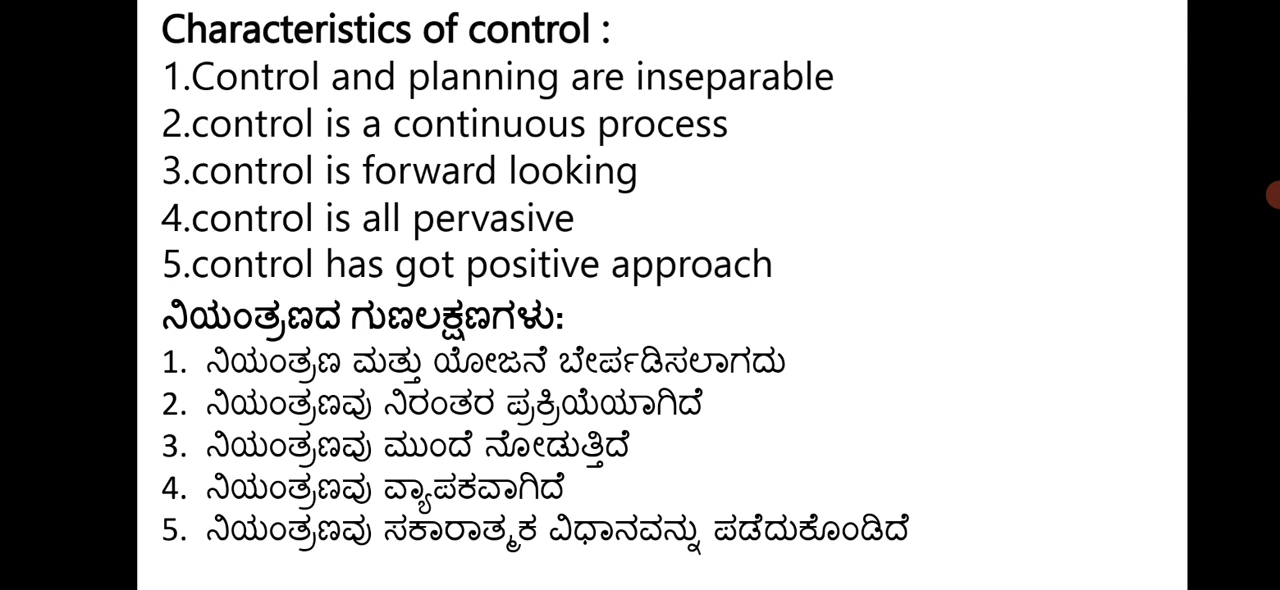 Characteristics of control :
1.Control and planning are inseparable
2.control is a continuous process
3.control is forward looking
4.control is all pervasive
5.control has got positive approach
ನಿಯಂತ್ರಣದ ಗುಣಲಕ್ಷಣಗಳು:
1. ನಿಯಂತ್ರಣ ಮತ್ತು ಯೋಜನೆ ಬೇರ್ಪಡಿಸಲಾಗದು
2. ನಿಯಂತ್ರಣವು ನಿರಂತರ ಪ್ರಕ್ರಿಯೆಯಾಗಿದೆ
3. ನಿಯಂತ್ರಣವು ಮುಂದೆ ನೋಡುತ್ತಿದೆ
4. ನಿಯಂತ್ರಣವು ವ್ಯಾಪಕವಾಗಿದೆ
5. ನಿಯಂತ್ರಣವು ಸಕಾರಾತ್ಮಕ ವಿಧಾನವನ್ನು ಪಡೆದುಕೊಂಡಿದೆ